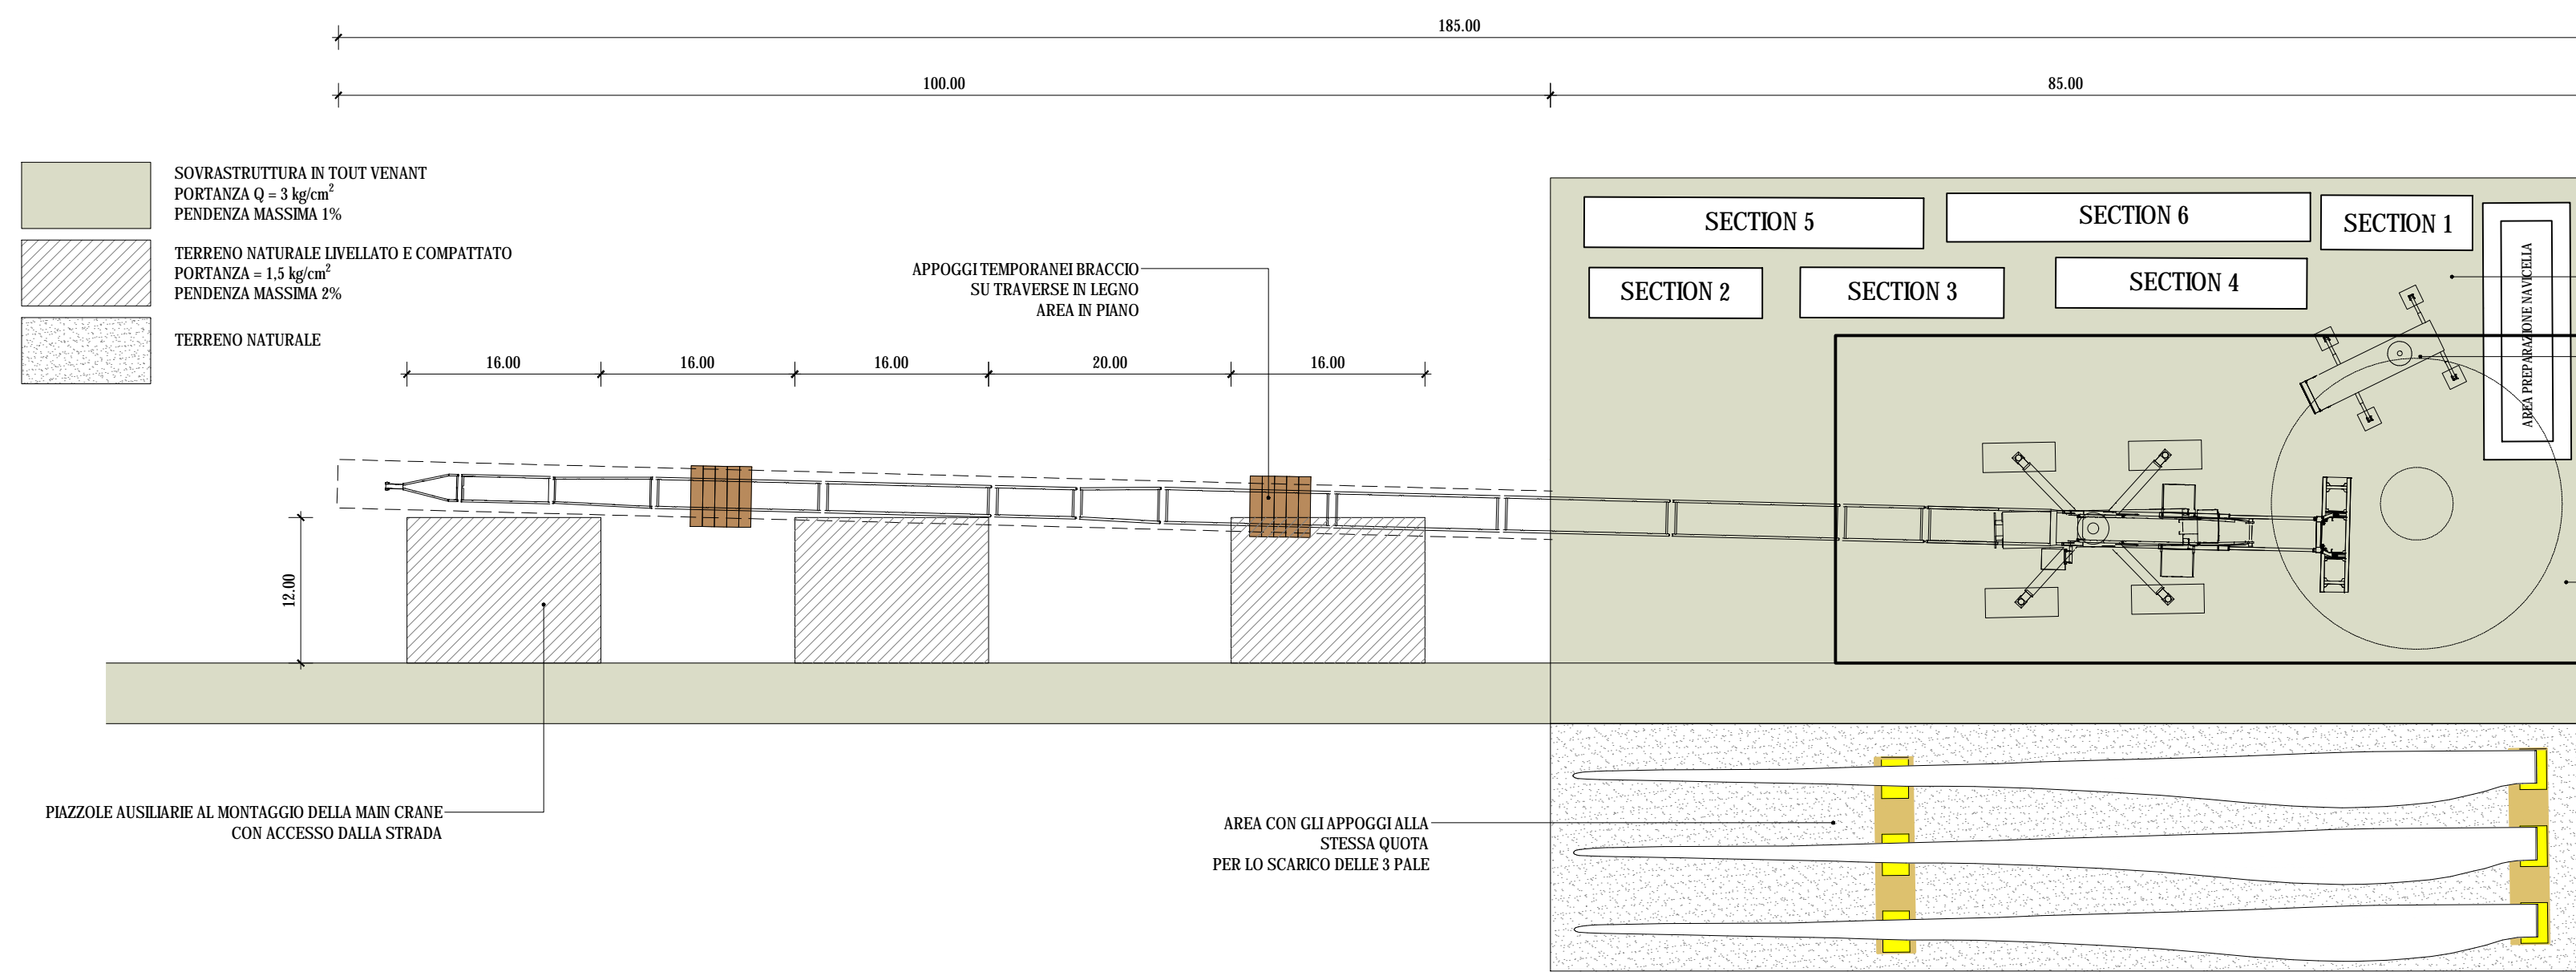 185.00
100.00
85.00
SOVRASTRUTTURA IN TOUT VENANT
PORTANZA Q = 3 kg/cm²
PENDENZA MASSIMA 1%
TERRENO NATURALE LIVELLATO E COMPATTATO
PORTANZA = 1,5 kg/cm²
PENDENZA MASSIMA 2%
TERRENO NATURALE
APPOGGI TEMPORANEI BRACCIO
SU TRAVERSE IN LEGNO
AREA IN PIANO
16.00
16.00
16.00
20.00
16.00
12.00
SECTION 5
SECTION 6
SECTION 1
SECTION 2
SECTION 3
SECTION 4
AREA PREPARAZIONE NAVICELLA
PIAZZOLE AUSILIARIE AL MONTAGGIO DELLA MAIN CRANE
CON ACCESSO DALLA STRADA
AREA CON GLI APPOGGI ALLA
STESSA QUOTA
PER LO SCARICO DELLE 3 PALE